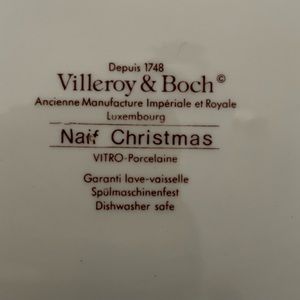 Depuis 1748
Villeroy & Boch©
Ancienne Manufacture Impériale et Royale
Luxembourg
Naïf Christmas
VITRO-Porcelaine
Garanti lave-vaisselle
Spülmaschinenfest
Dishwasher safe